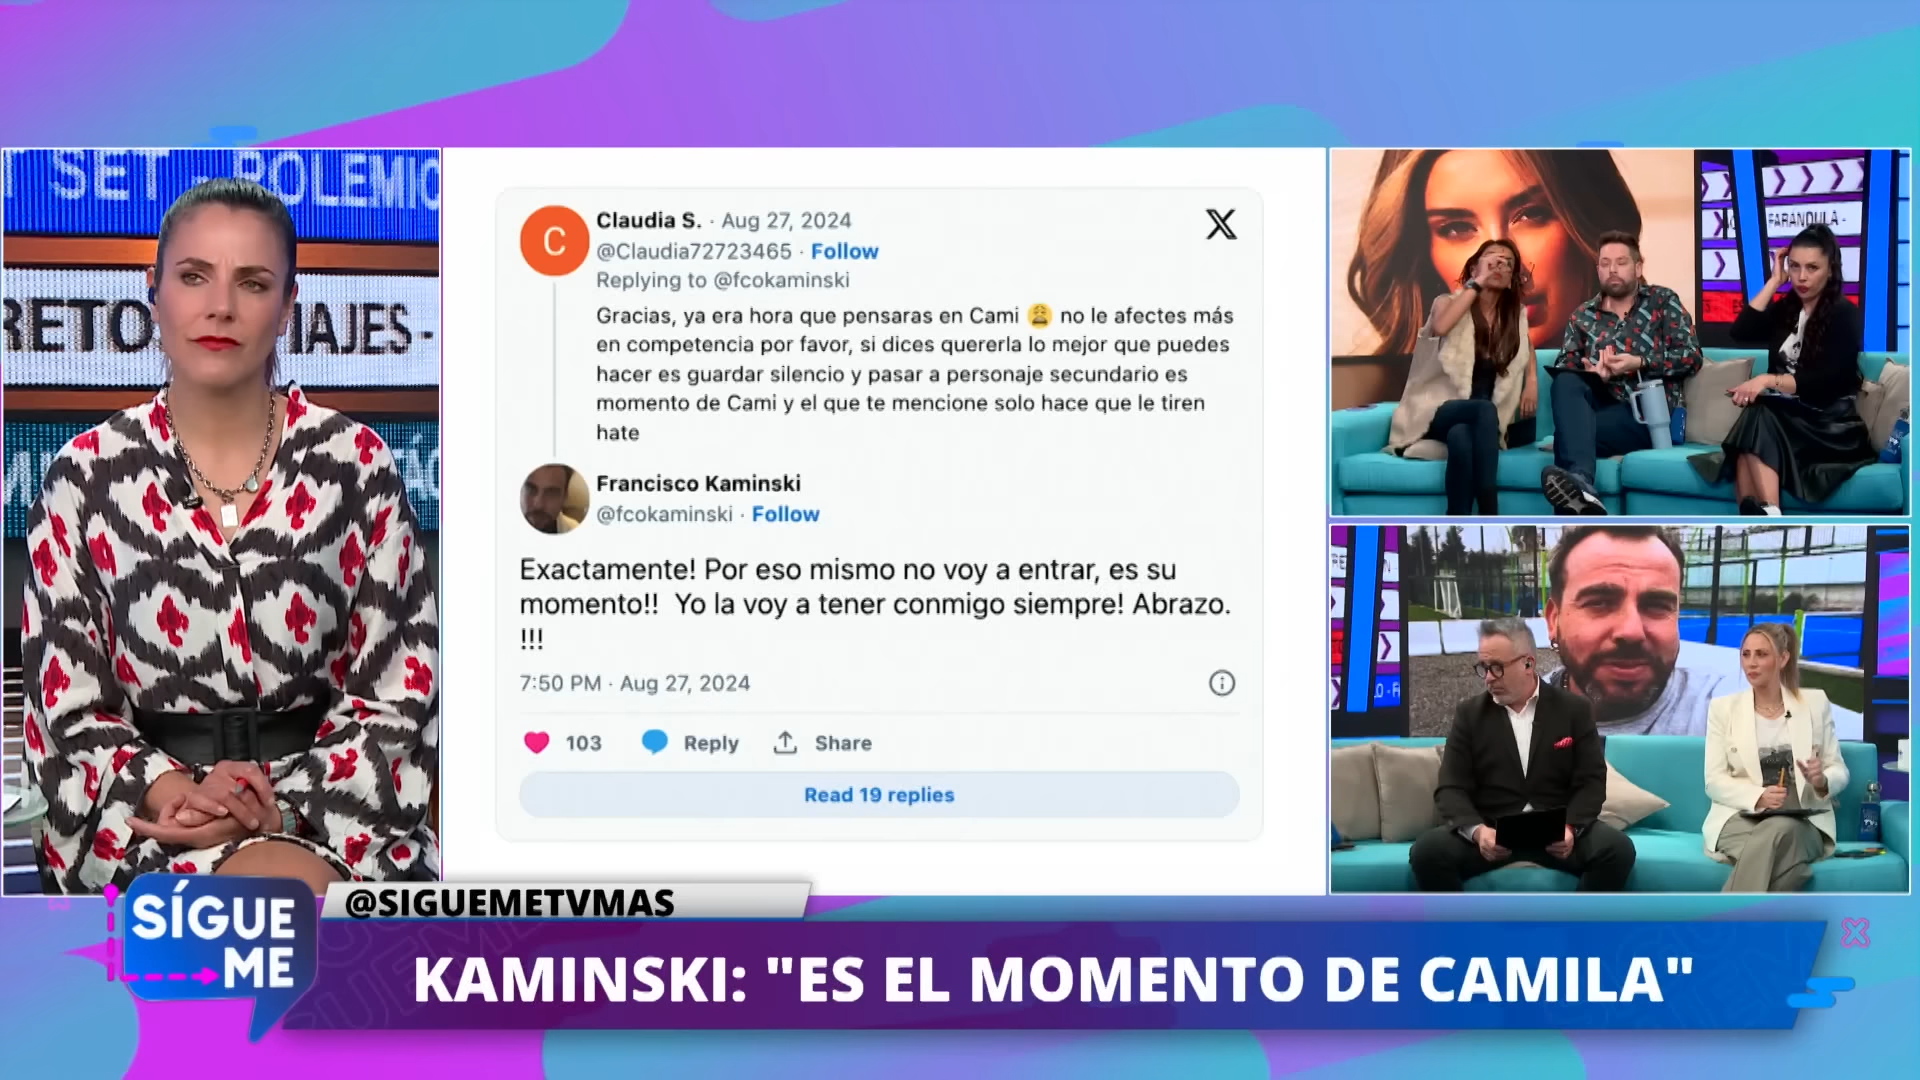 T SET - POLEMIC
RETO
IAJES -
C
Claudia S. · Aug 27, 2024
@Claudia72723465 · Follow
Replying to @fcokaminski
Gracias, ya era hora que pensaras en Cami 😩 no le afectes más
en competencia por favor, si dices quererla lo mejor que puedes
hacer es guardar silencio y pasar a personaje secundario es
momento de Cami y el que te mencione solo hace que le tiren
hate
Francisco Kaminski
@fcokaminski · Follow
Exactamente! Por eso mismo no voy a entrar, es su
momento!! Yo la voy a tener conmigo siempre! Abrazo.
!!!
7:50 PM · Aug 27, 2024
103 Reply Share
Read 19 replies
FARANDULA -
@SIGUEMETVMAS
SÍGUE
ME
KAMINSKI: "ES EL MOMENTO DE CAMILA"